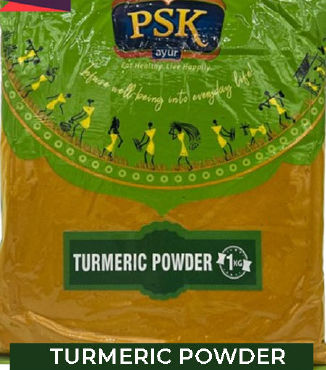 PSK
ayur
Eat Healthy. Live Happily.
Infuse well being into everyday life!
TURMERIC POWDER 1KG
TURMERIC POWDER